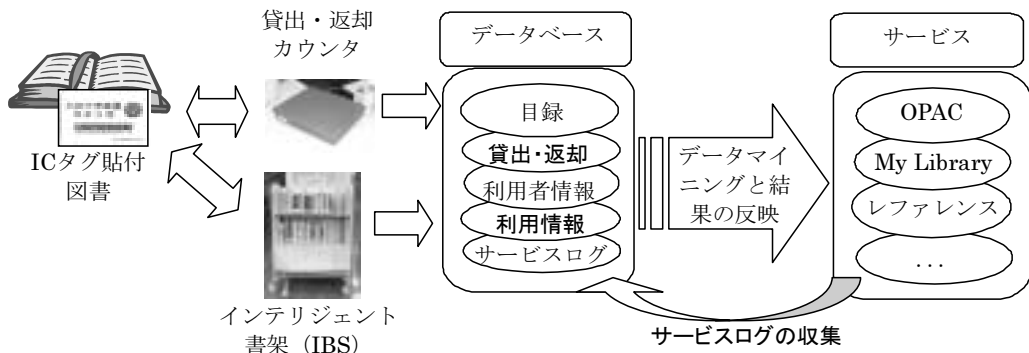 貸出・返却
カウンタ
ICタグ貼付
図書
インテリジェント
書架（IBS）
データベース
目録
貸出・返却
利用者情報
利用情報
サービスログ
データマイ
ニングと結
果の反映
サービス
OPAC
My Library
レファレンス
...
サービスログの収集